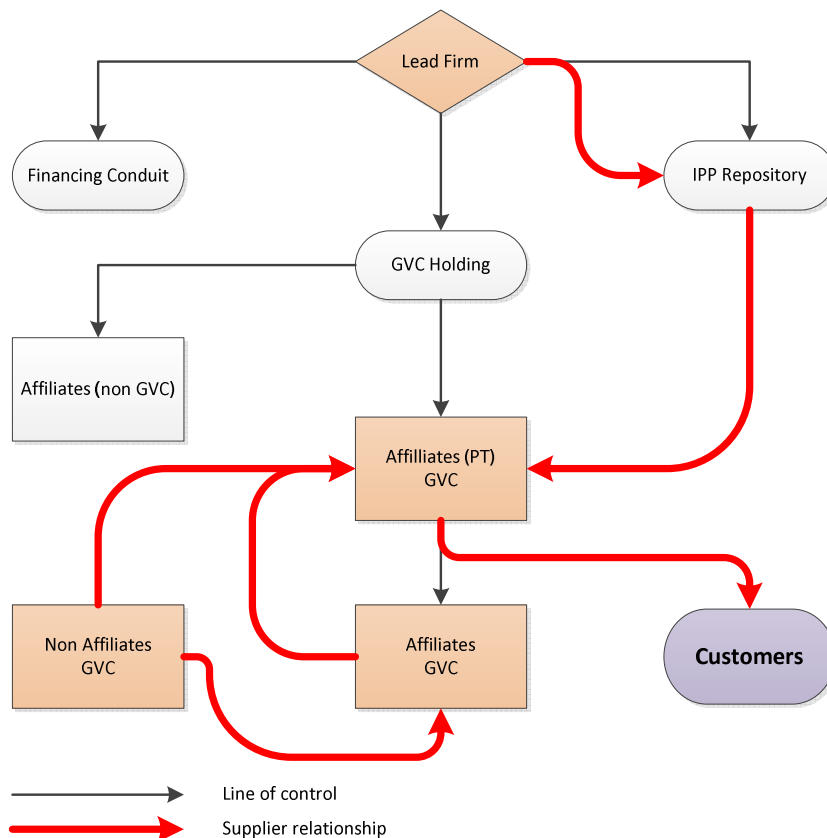 Lead Firm
Financing Conduit
IPP Repository
GVC Holding
Affiliates (non GVC)
Affilliates (PT)
GVC
Non Affiliates
GVC
Affiliates
GVC
Customers
Line of control
Supplier relationship